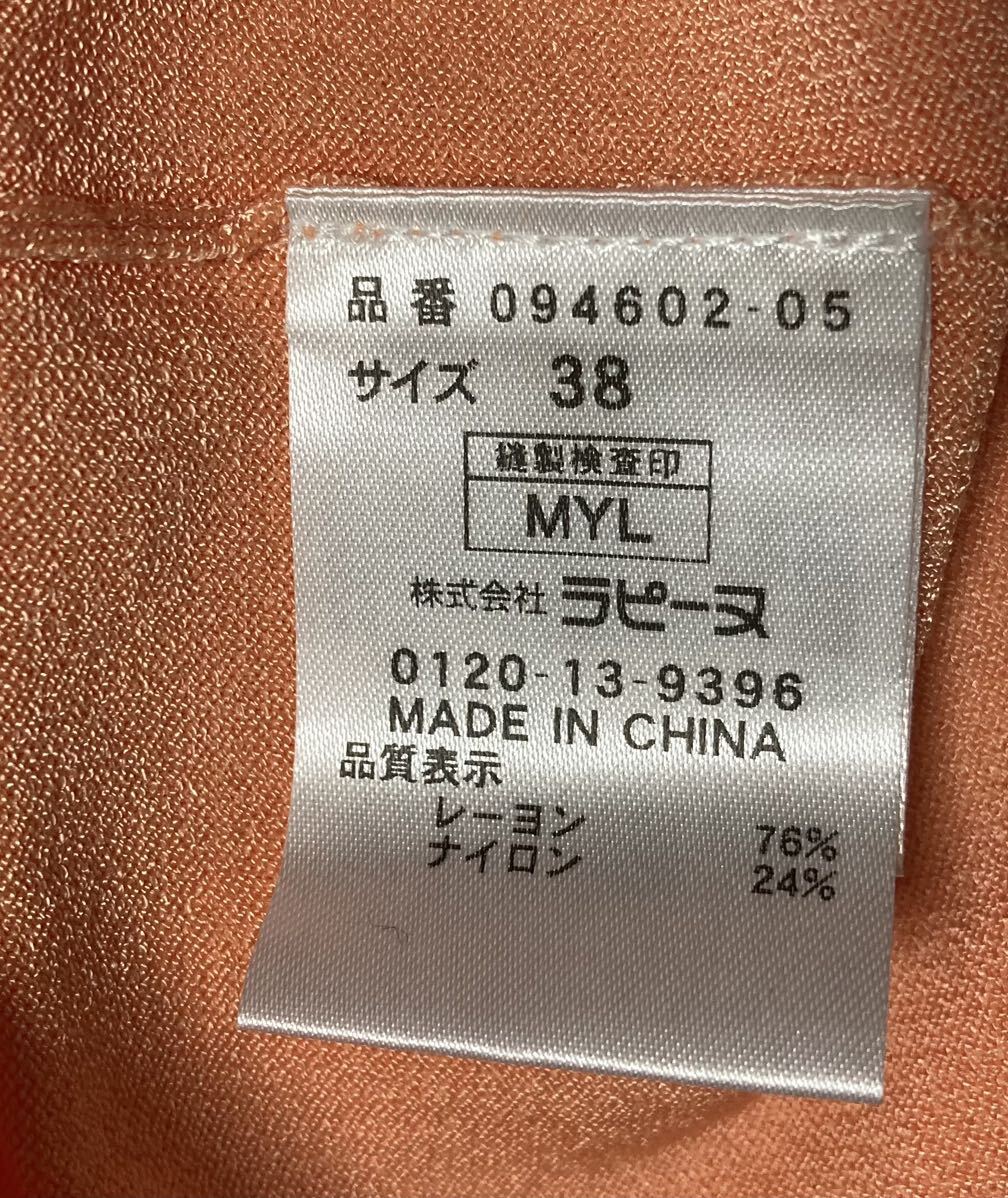 品番 094602-05
サイズ 38
縫製検査印
MYL
株式会社 ラピーヌ
0120-13-9396
MADE IN CHINA
品質表示
レーヨン 76%
ナイロン 24%